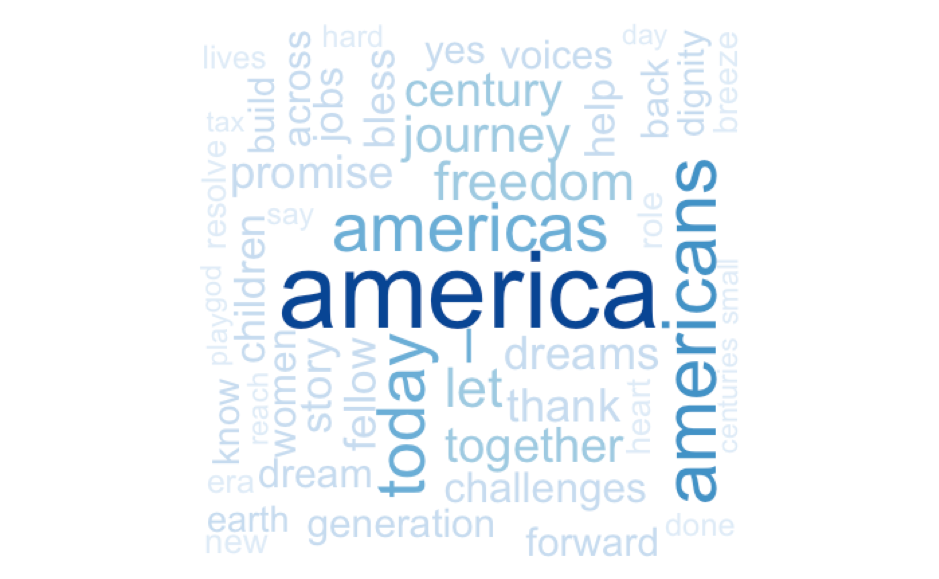 lives
hard
day
across
jobs
bless
yes
voices
back
dignity
breeze
build
century
help
tax
journey
resolve
promise
freedom
say
americas
role
americans
children
god
play
america
small
women
story
fellow
today
I
dreams
centuries
know
reach
let
thank
heart
together
era
dream
challenges
earth
generation
done
new
forward